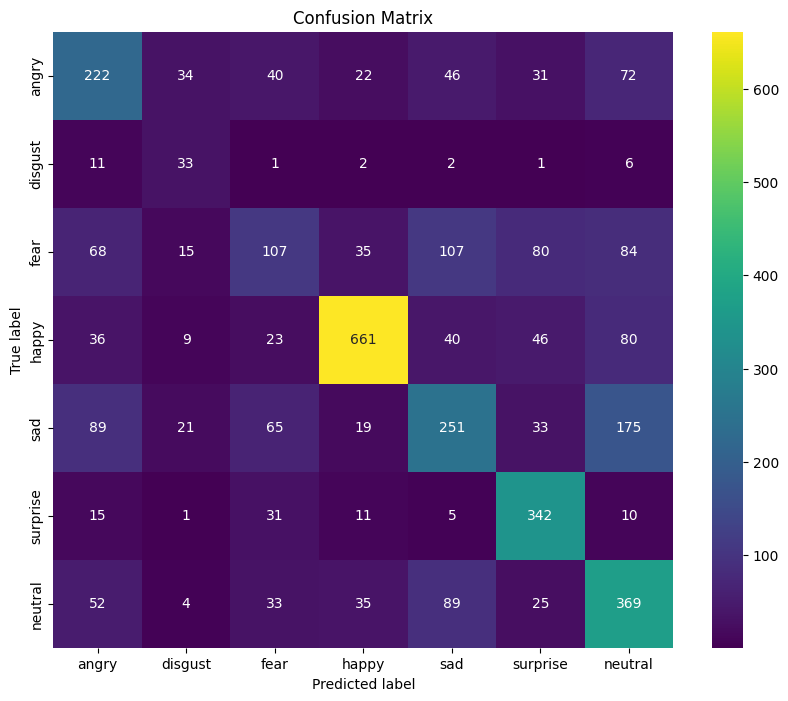 Confusion Matrix
angry 222 34 40 22 46 31 72
disgust 11 33 1 2 2 1 6
fear 68 15 107 35 107 80 84
happy 36 9 23 661 40 46 80
sad 89 21 65 19 251 33 175
surprise 15 1 31 11 5 342 10
neutral 52 4 33 35 89 25 369
angry disgust fear happy sad surprise neutral
True label
Predicted label
600
500
400
300
200
100